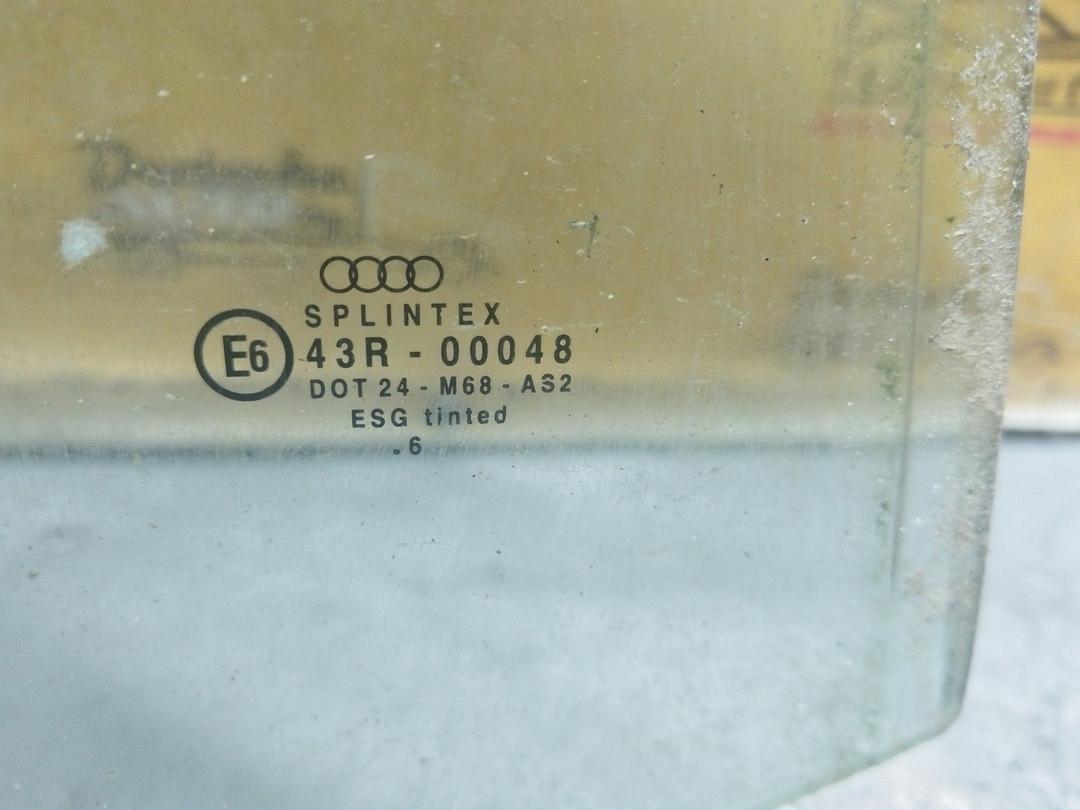 SPLINTEX
E6 43R - 00048
DOT 24 - M68 - AS2
ESG tinted
.6